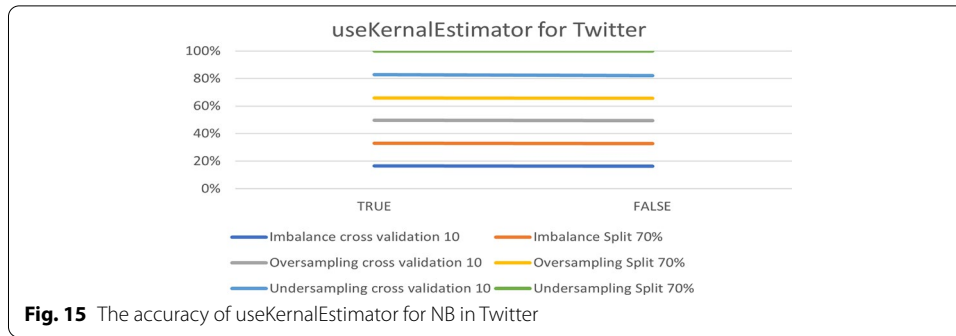 useKernalEstimator for Twitter
100%
80%
60%
40%
20%
0%
TRUE FALSE
Imbalance cross validation 10 Imbalance Split 70%
Oversampling cross validation 10 Oversampling Split 70%
Undersampling cross validation 10 Undersampling Split 70%
Fig. 15 The accuracy of useKernalEstimator for NB in Twitter